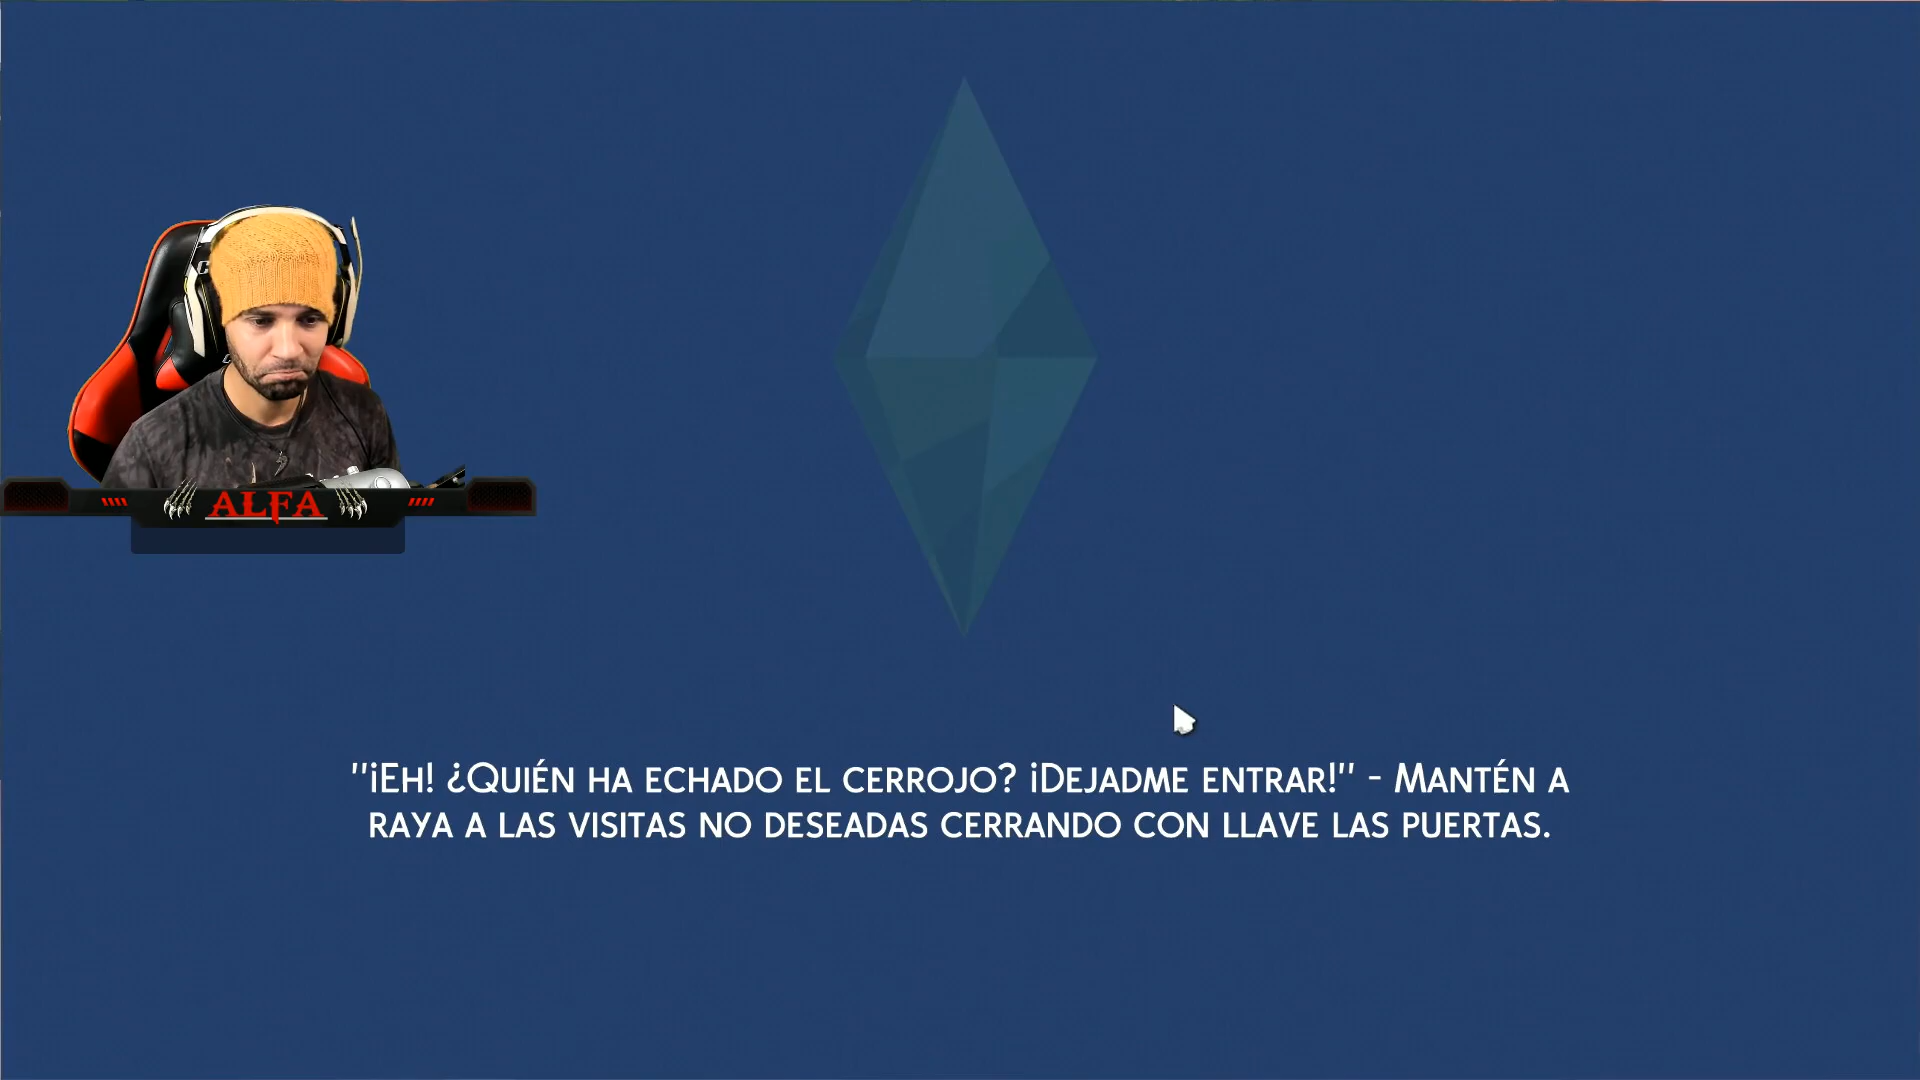 ALFA
"¡EH! ¿QUIÉN HA ECHADO EL CERROJO? ¡DEJADME ENTRAR!" - MANTÉN A
RAYA A LAS VISITAS NO DESEADAS CERRANDO CON LLAVE LAS PUERTAS.